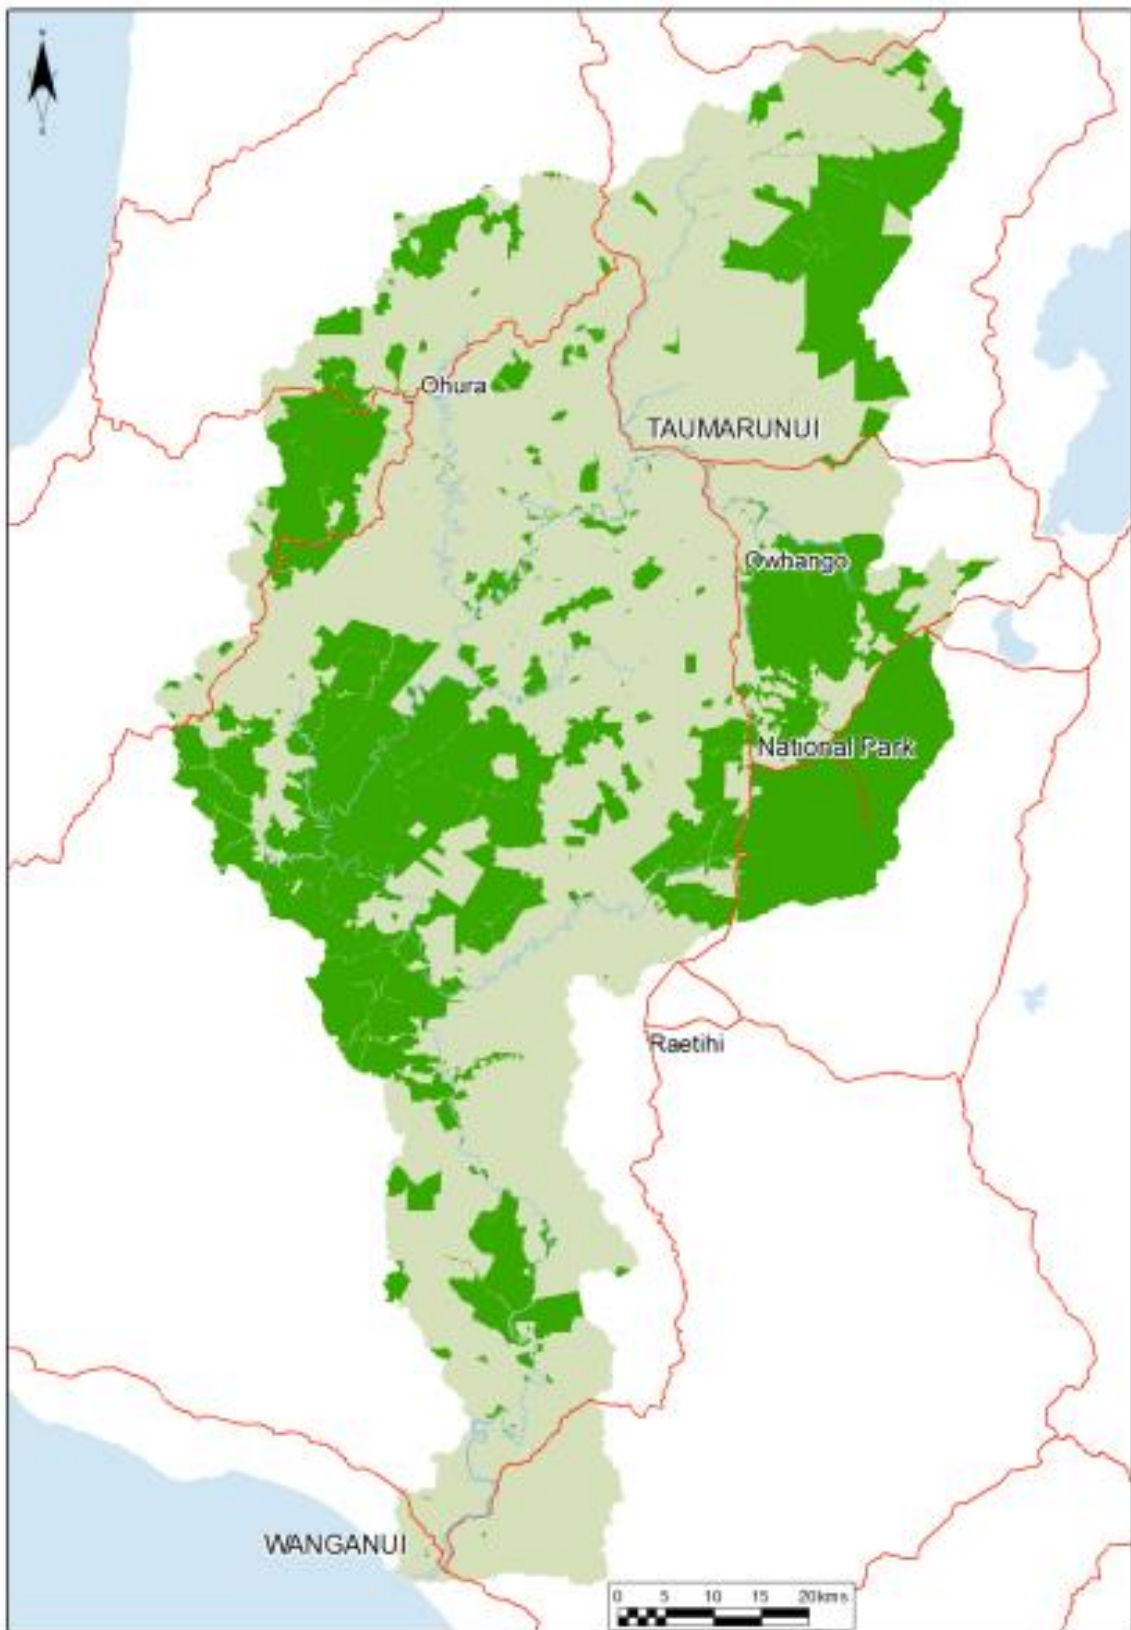 Ohura
TAUMARUNUI
Owhango
National Park
Raetihi
WANGANUI
0 5 10 15 20kms